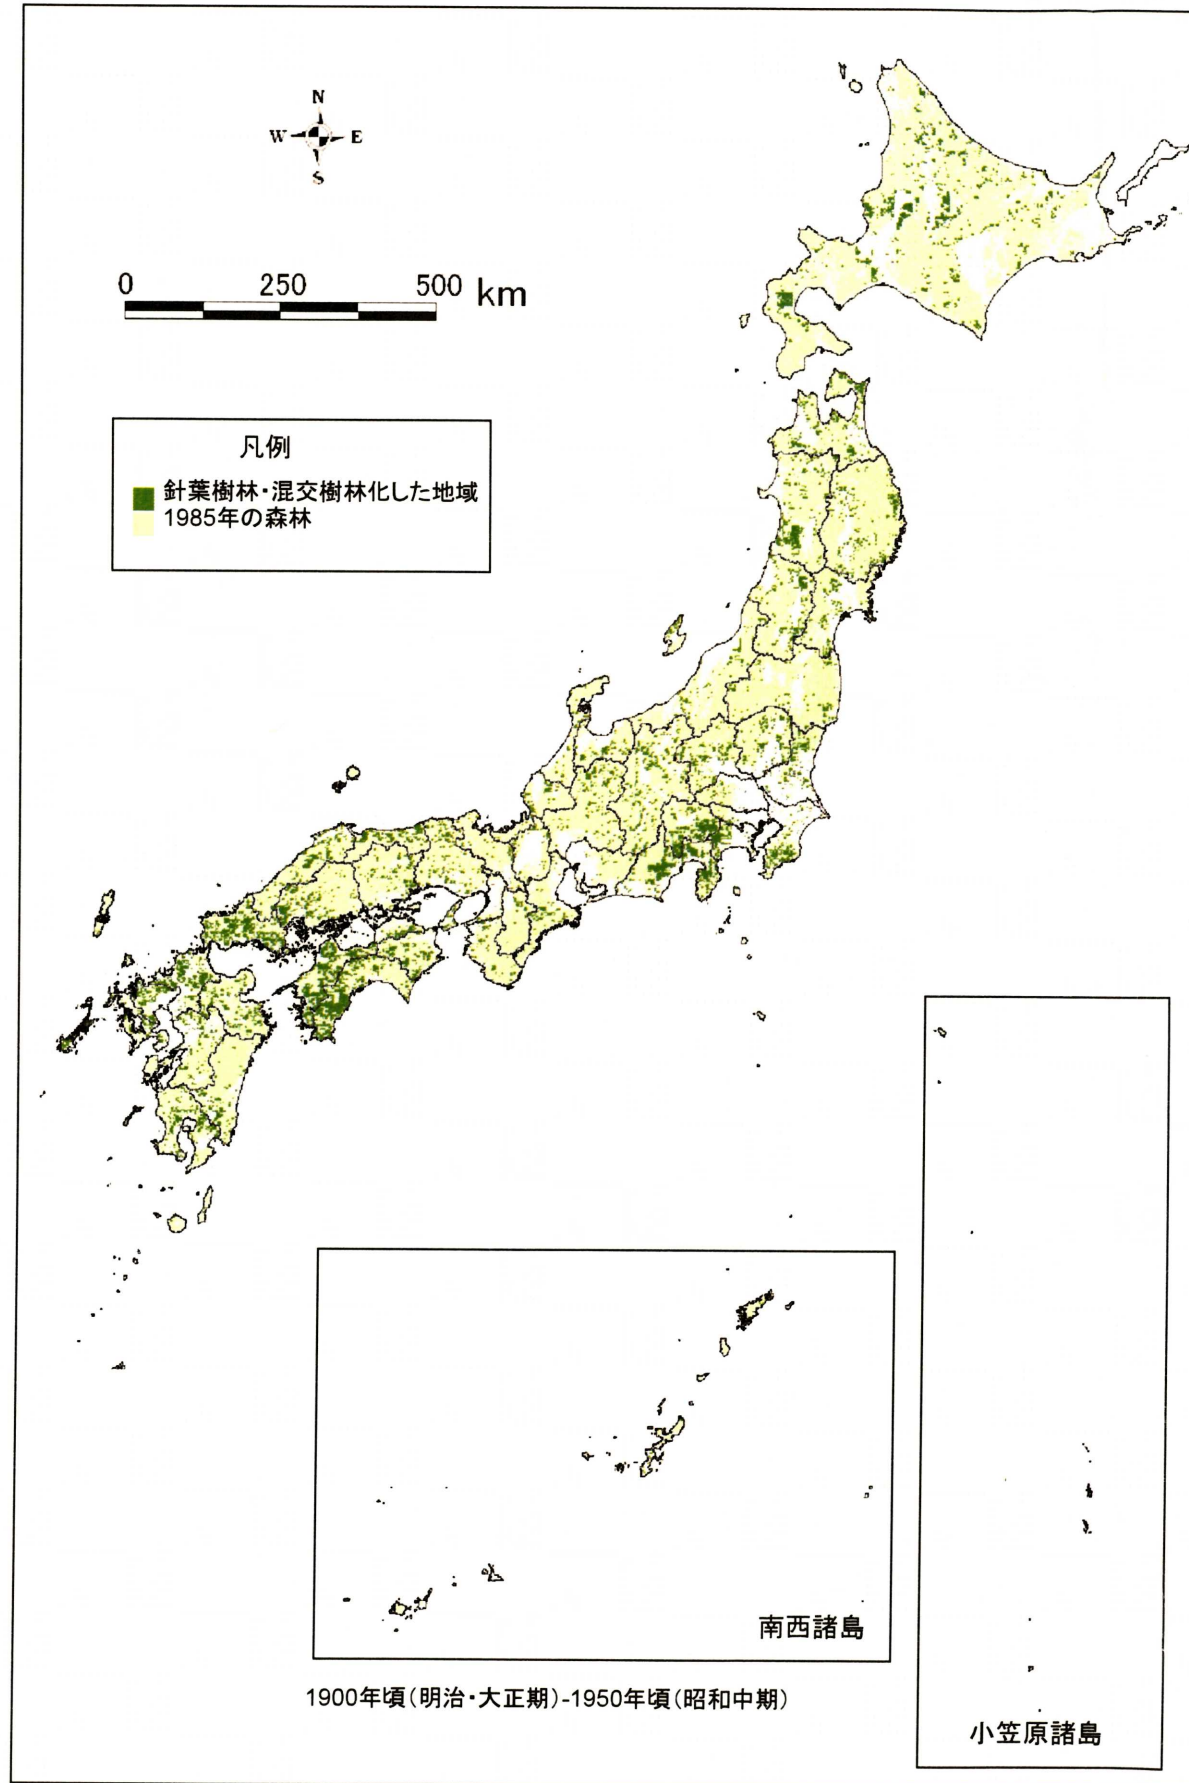 N
W E
S
0 250 500 km
凡例
針葉樹林・混交樹林化した地域
1985年の森林
南西諸島
1900年頃(明治・大正期)-1950年頃(昭和中期)
小笠原諸島